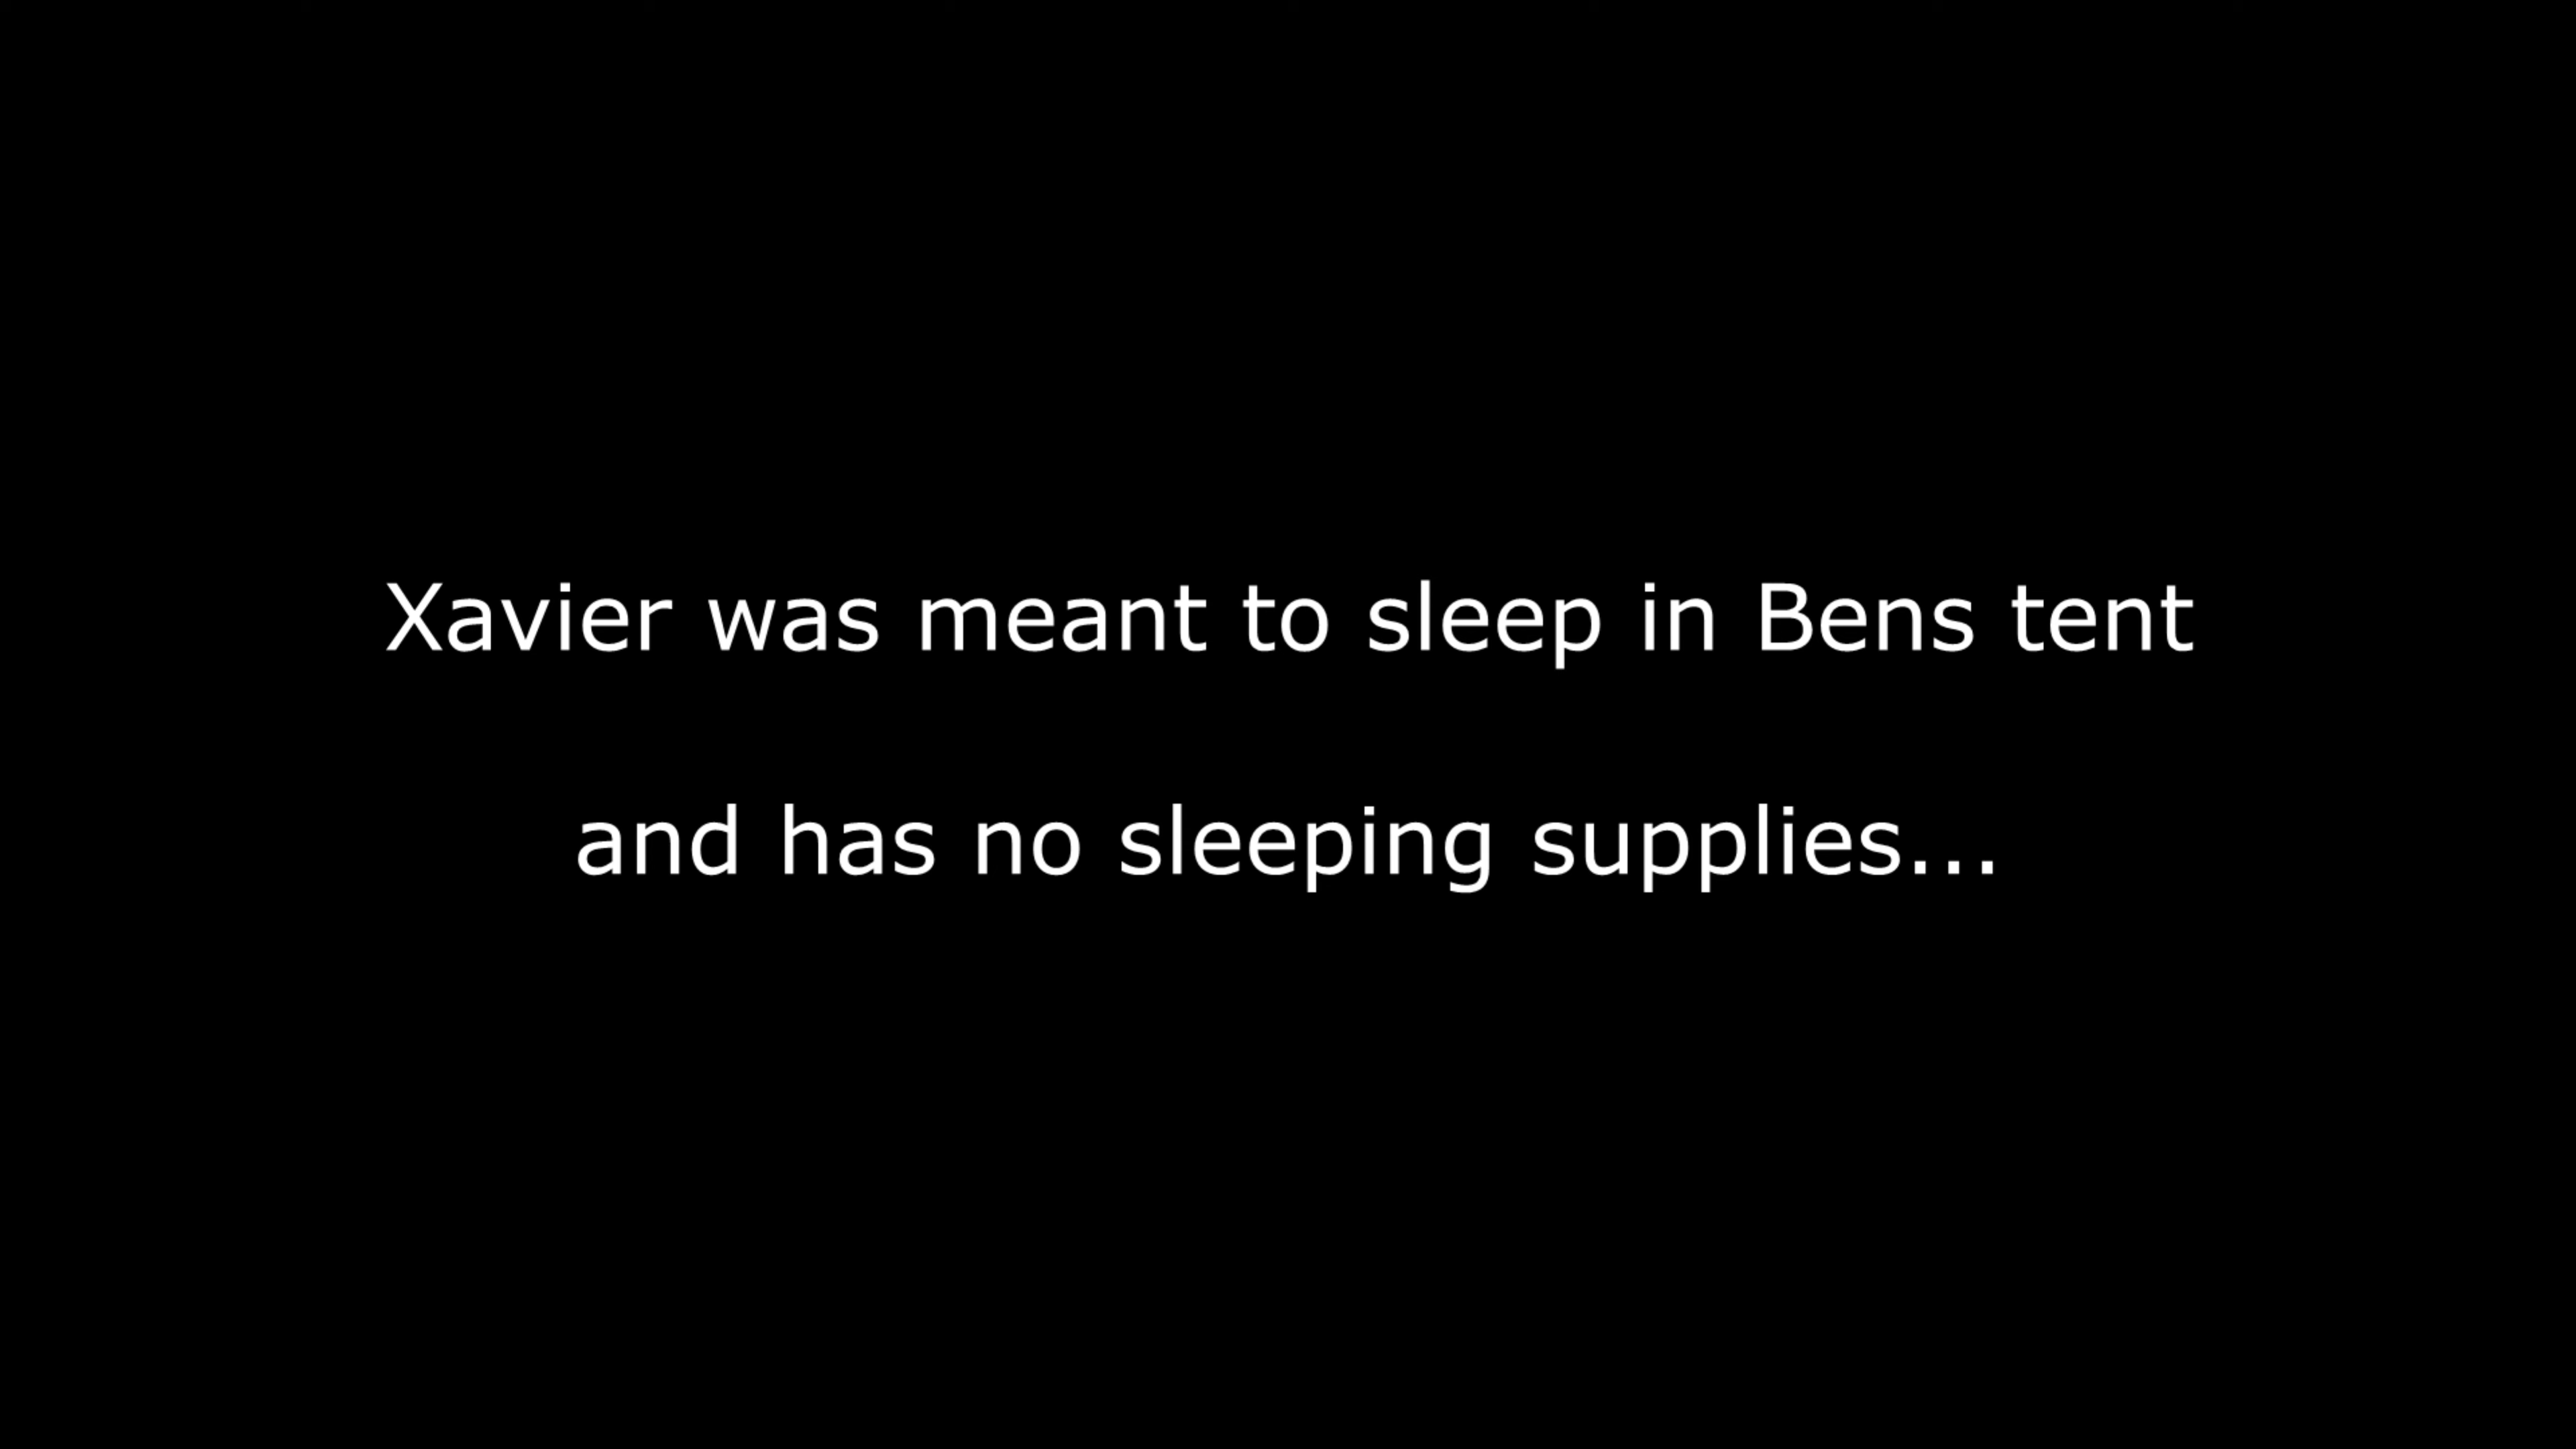 Xavier was meant to sleep in Bens tent
and has no sleeping supplies...